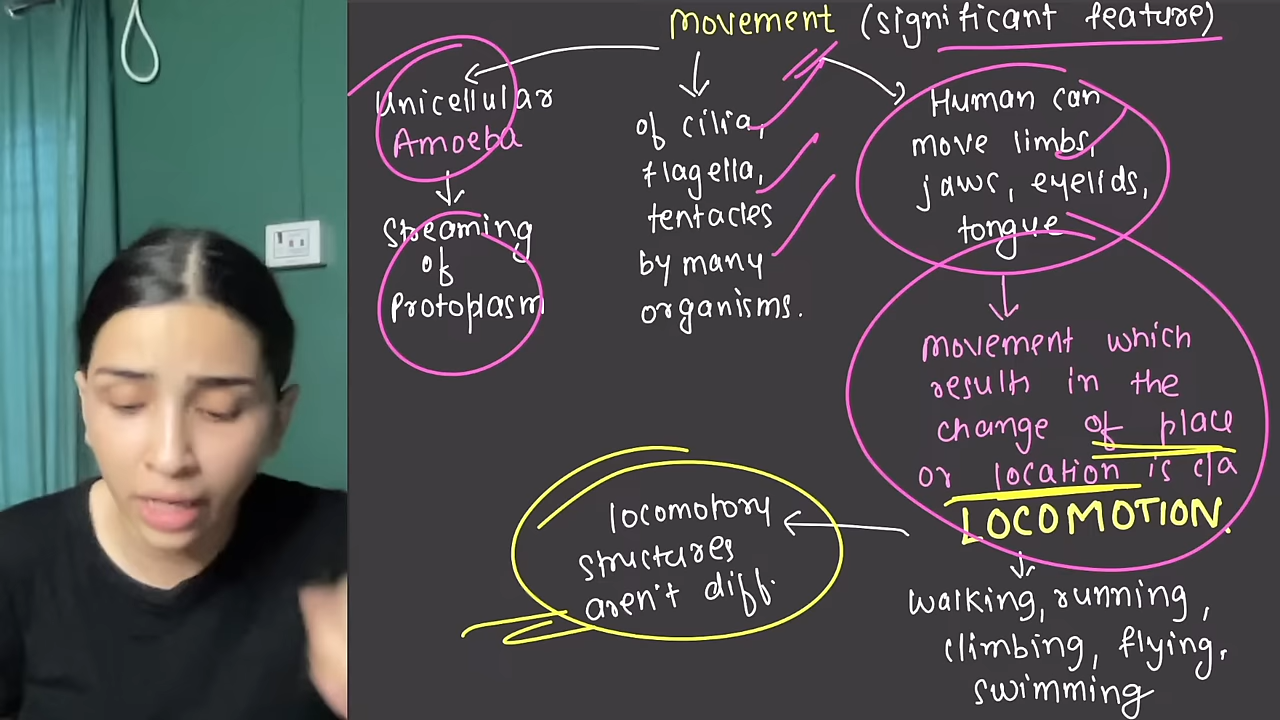 movement (significant feature)
Unicellular
Amoeba
Streaming
of
Protoplasm
of cilia,
flagella,
tentacles
by many
organisms.
Human can
move limbs,
jaws, eyelids,
tongue
movement which
results in the
change of place
or location is c/a
LOCOMOTION.
locomotory
structures
aren't diff.
walking, running,
climbing, flying,
swimming